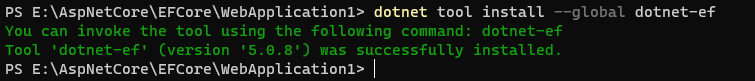 PS E:\AspNetCore\EFCore\WebApplication1> dotnet tool install --global dotnet-ef
You can invoke the tool using the following command: dotnet-ef
Tool 'dotnet-ef' (version '5.0.8') was successfully installed.
PS E:\AspNetCore\EFCore\WebApplication1>